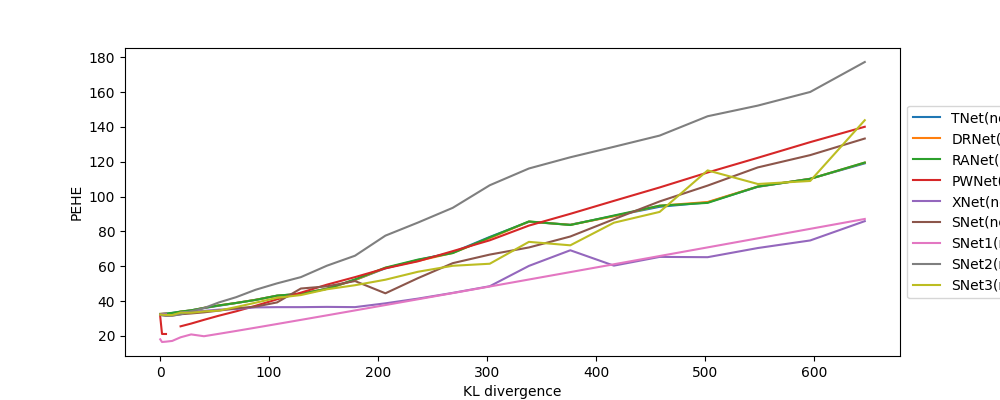 180
160
140
120
100
80
60
40
20
PEHE
0 100 200 300 400 500 600
KL divergence
TNet(n
DRNet(
RANet(
PWNet(
XNet(n
SNet(n
SNet1(
SNet2(
SNet3(